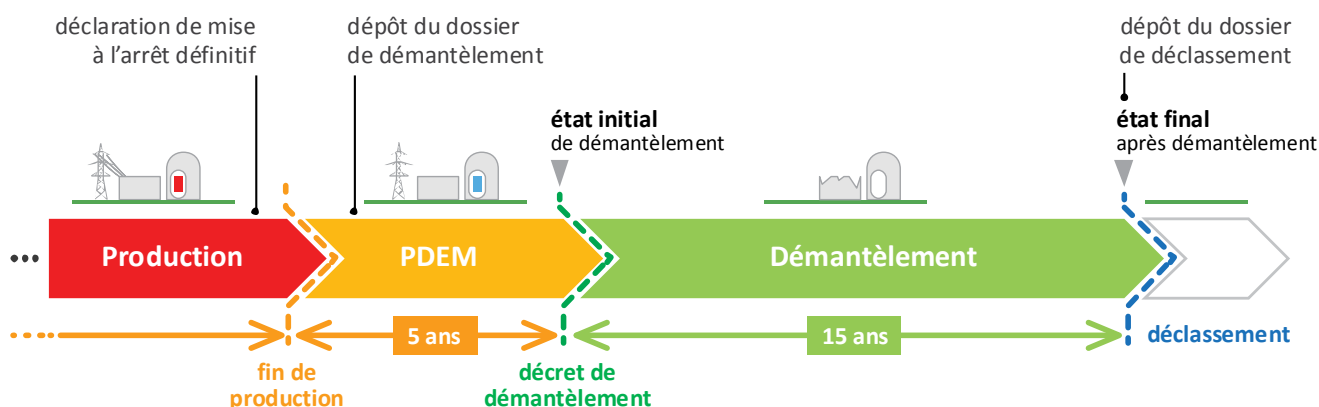 déclaration de mise
à l’arrêt définitif
dépôt du dossier
de démantèlement
dépôt du dossier
de déclassement
état initial
de démantèlement
état final
après démantèlement
Production
PDEM
Démantèlement
5 ans
15 ans
déclassement
fin de
production
décret de
démantèlement